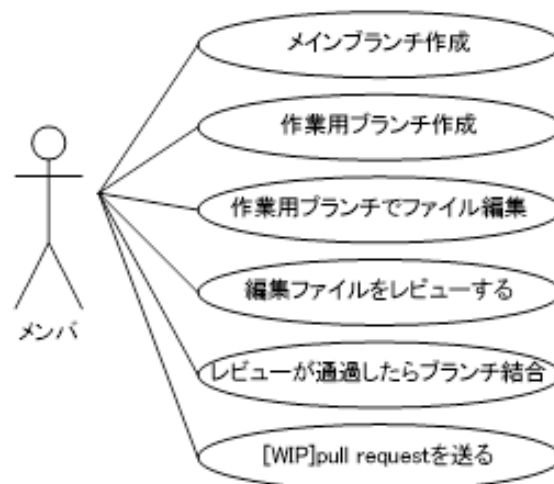 メインブランチ作成
作業用ブランチ作成
作業用ブランチでファイル編集
編集ファイルをレビューする
メンバ
レビューが通過したらブランチ結合
[WIP]pull requestを送る